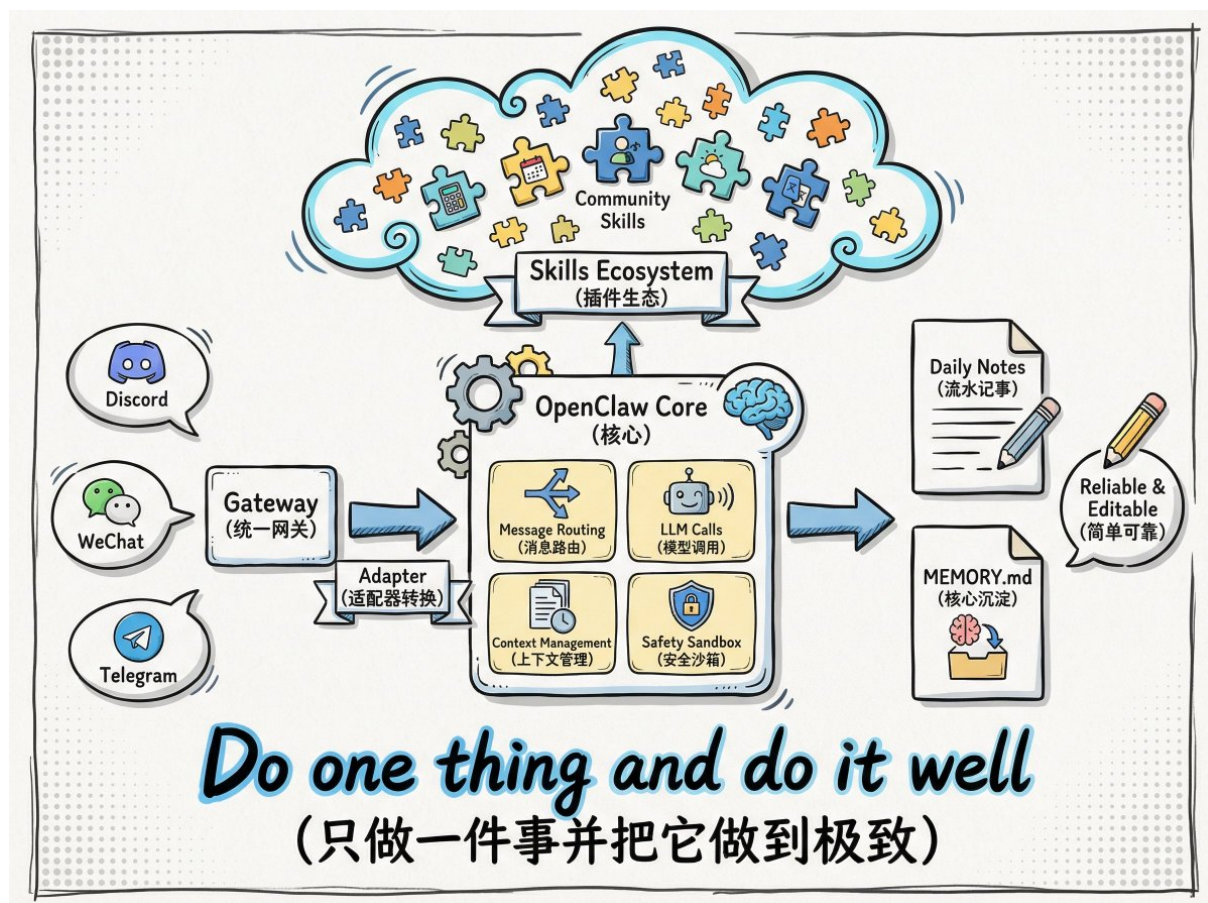 Community
Skills
Skills Ecosystem
(插件生态)
Discord
WeChat
Telegram
Gateway
(统一网关)
Adapter
(适配器转换)
OpenClaw Core
(核心)
Message Routing
(消息路由)
LLM Calls
(模型调用)
Context Management
(上下文管理)
Safety Sandbox
(安全沙箱)
Daily Notes
(流水记事)
MEMORY.md
(核心沉淀)
Reliable &
Editable
(简单可靠)
Do one thing and do it well
(只做一件事并把它做到极致)